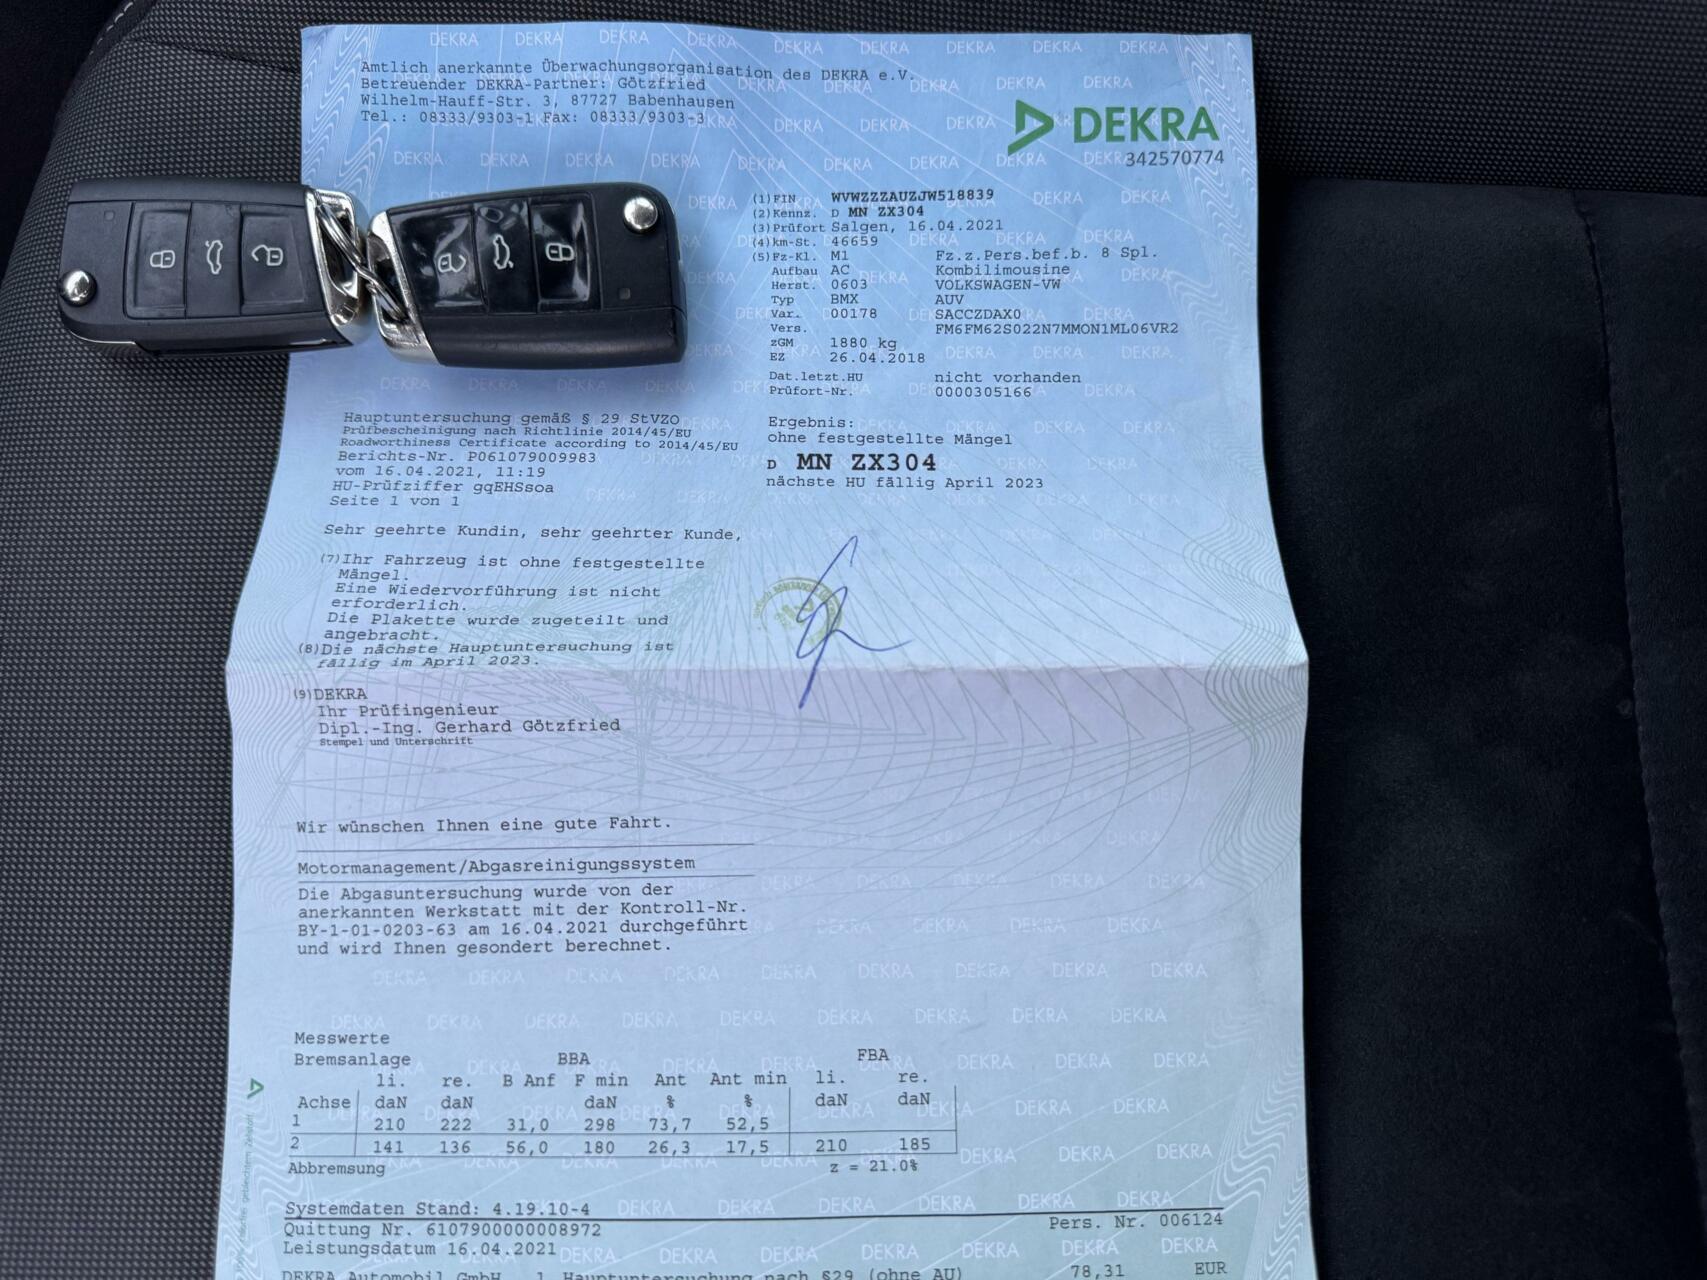 Amtlich anerkannte Überwachungsorganisation des DEKRA e.V.
Betreuender DEKRA-Partner: Götzfried
Wilhelm-Hauff-Str. 3, 87727 Babenhausen
Tel.: 08333/9303-1 Fax: 08333/9303-3
DEKRA
342570774
(1) FIN WVWZZZAUZJW518839
(2) Kennz. D MN ZX304
(3) Prüfort Salgen, 16.04.2021
(4) km-St. 46659
(5) Fz-Kl. M1 Fz.z.Pers.bef.b. 8 Spl.
Aufbau AC Kombilimousine
Herst. 0603 VOLKSWAGEN-VW
Typ BMX AUV
Var. 00178 SACCZDAX0
Vers. FM6FM62S022N7MMON1ML06VR2
zGM 1880 kg
EZ 26.04.2018
Dat.letzt.HU nicht vorhanden
Prüfort-Nr. 0000305166
Hauptuntersuchung gemäß § 29 StVZO
Prüfbescheinigung nach Richtlinie 2014/45/EU
Roadworthiness Certificate according to 2014/45/EU
Berichts-Nr. P061079009983
vom 16.04.2021, 11:19
HU-Prüfziffer gqEHSsoa
Seite 1 von 1
Ergebnis:
ohne festgestellte Mängel
D MN ZX304
nächste HU fällig April 2023
Sehr geehrte Kundin, sehr geehrter Kunde,
(7) Ihr Fahrzeug ist ohne festgestellte
Mängel.
Eine Wiedervorführung ist nicht
erforderlich.
Die Plakette wurde zugeteilt und
angebracht.
(8) Die nächste Hauptuntersuchung ist
fällig im April 2023.
(9) DEKRA
Ihr Prüfingenieur
Dipl.-Ing. Gerhard Götzfried
Stempel und Unterschrift
Wir wünschen Ihnen eine gute Fahrt.
Motormanagement/Abgasreinigungssystem
Die Abgasuntersuchung wurde von der
anerkannten Werkstatt mit der Kontroll-Nr.
BY-1-01-0203-63 am 16.04.2021 durchgeführt
und wird Ihnen gesondert berechnet.
Messwerte
Bremsanlage BBA FBA
li. re. B Anf F min Ant Ant min li. re.
Achse daN daN daN % % daN daN
1 210 222 31,0 298 73,7 52,5
2 141 136 56,0 180 26,3 17,5 210 185
Abbremsung z = 21.0%
Systemdaten Stand: 4.19.10-4
Quittung Nr. 6107900000008972 Pers. Nr. 006124
Leistungsdatum 16.04.2021
DEKRA Automobil GmbH 1 Hauptuntersuchung nach §29 (ohne AU) 78,31 EUR